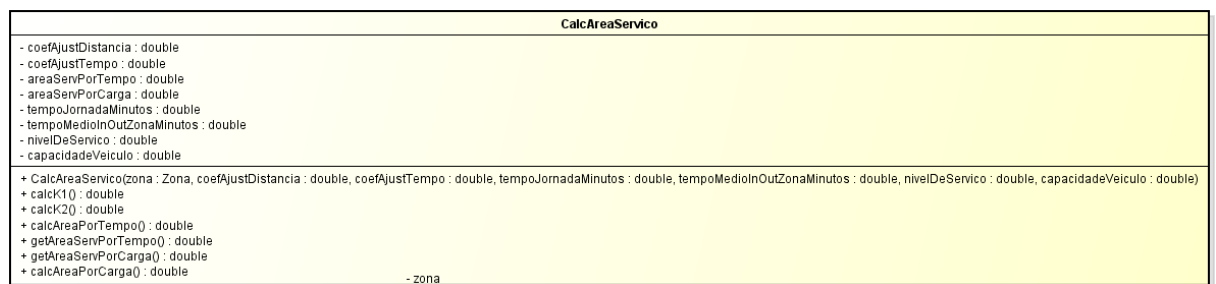 CalcAreaServico
- coefAjustDistancia : double
- coefAjustTempo : double
- areaServPorTempo : double
- areaServPorCarga : double
- tempoJornadaMinutos : double
- tempoMedioInOutZonaMinutos : double
- nivelDeServico : double
- capacidadeVeiculo : double
+ CalcAreaServico(zona : Zona, coefAjustDistancia : double, coefAjustTempo : double, tempoJornadaMinutos : double, tempoMedioInOutZonaMinutos : double, nivelDeServico : double, capacidadeVeiculo : double)
+ calcK1() : double
+ calcK2() : double
+ calcAreaPorTempo() : double
+ getAreaServPorTempo() : double
+ getAreaServPorCarga() : double
+ calcAreaPorCarga() : double
- zona